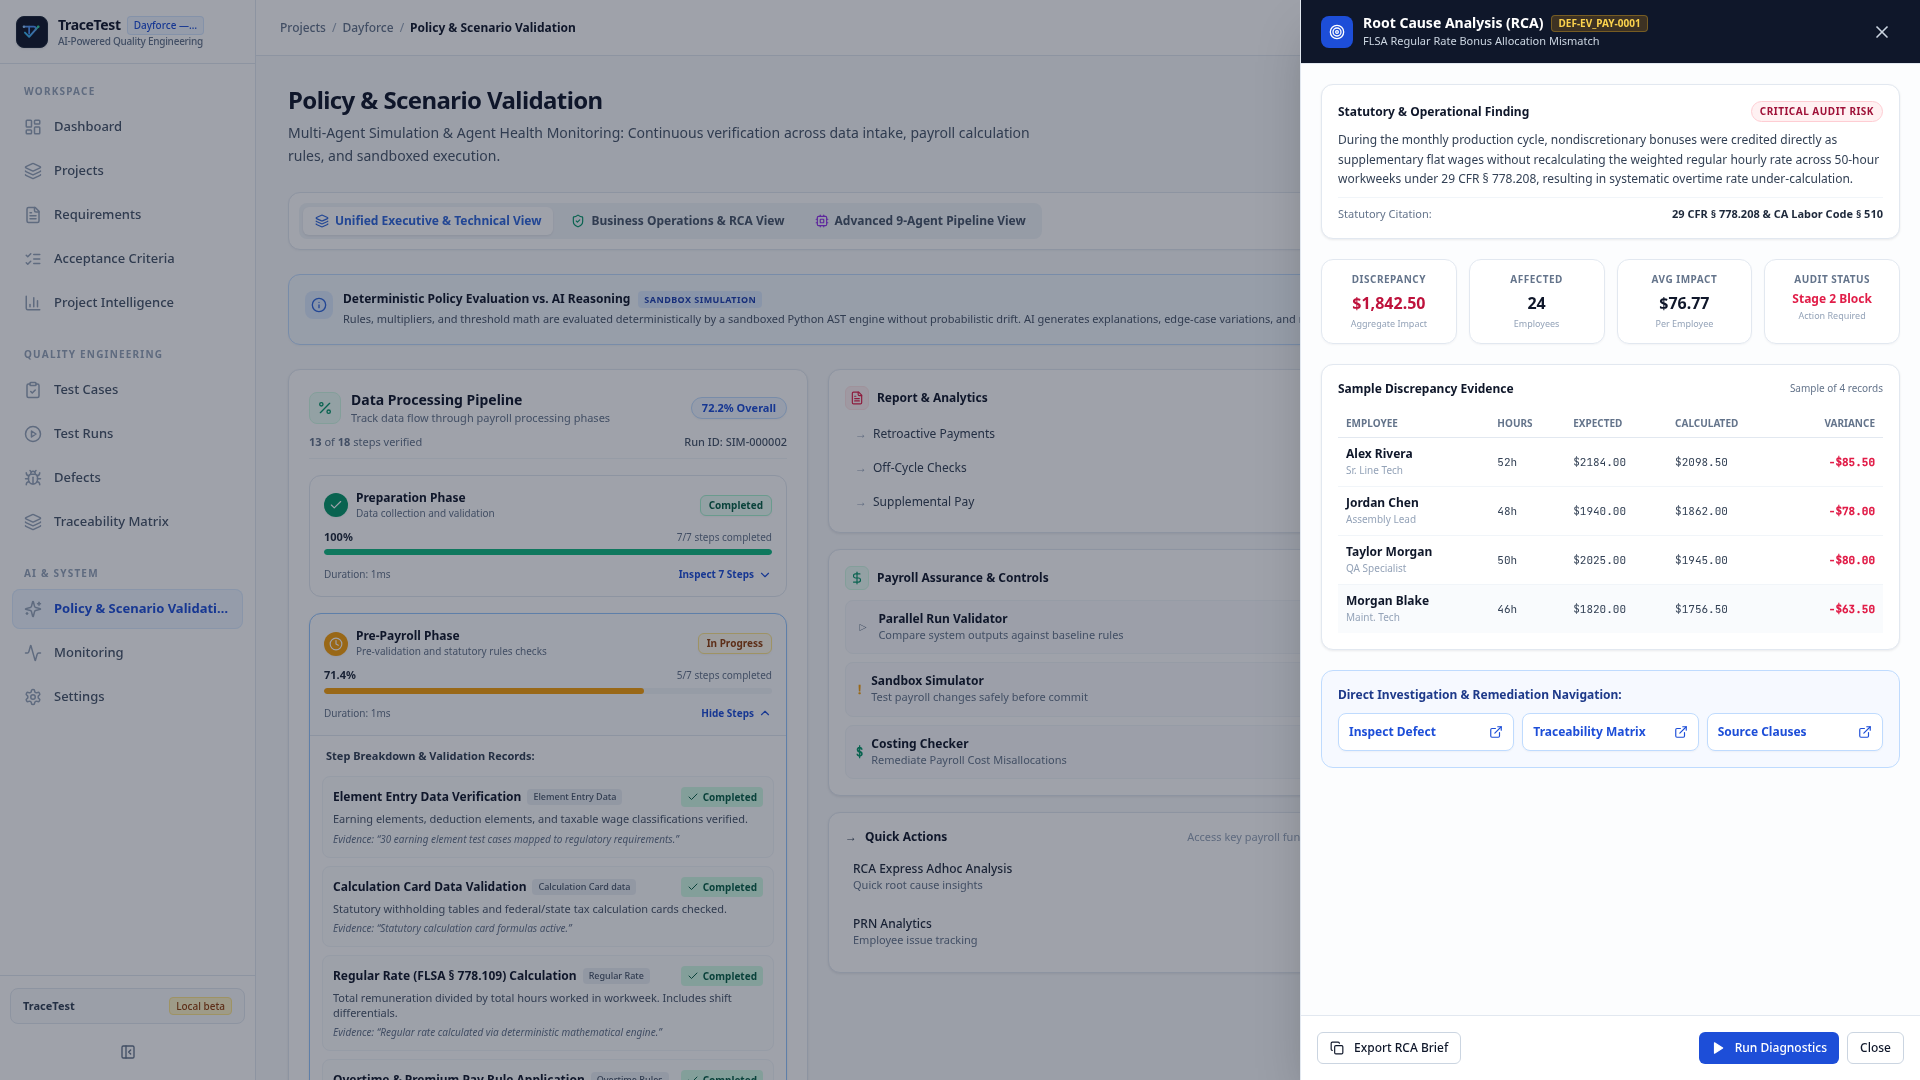 TraceTest
Dayforce —...
AI-Powered Quality Engineering
WORKSPACE
Dashboard
Projects
Requirements
Acceptance Criteria
Project Intelligence
QUALITY ENGINEERING
Test Cases
Test Runs
Defects
Traceability Matrix
AI & SYSTEM
Policy & Scenario Validati...
Monitoring
Settings
TraceTest
Local beta
Projects / Dayforce / Policy & Scenario Validation
Policy & Scenario Validation
Multi-Agent Simulation & Agent Health Monitoring: Continuous verification across data intake, payroll calculation
rules, and sandboxed execution.
Unified Executive & Technical View
Business Operations & RCA View
Advanced 9-Agent Pipeline View
Deterministic Policy Evaluation vs. AI Reasoning
SANDBOX SIMULATION
Rules, multipliers, and threshold math are evaluated deterministically by a sandboxed Python AST engine without probabilistic drift. AI generates explanations, edge-case variations, and
Data Processing Pipeline
Track data flow through payroll processing phases
72.2% Overall
13 of 18 steps verified
Run ID: SIM-000002
Preparation Phase
Data collection and validation
Completed
100%
7/7 steps completed
Duration: 1ms
Inspect 7 Steps
Pre-Payroll Phase
Pre-validation and statutory rules checks
In Progress
71.4%
5/7 steps completed
Duration: 1ms
Hide Steps
Step Breakdown & Validation Records:
Element Entry Data Verification
Element Entry Data
Completed
Earning elements, deduction elements, and taxable wage classifications verified.
Evidence: "30 earning element test cases mapped to regulatory requirements."
Calculation Card Data Validation
Calculation Card data
Completed
Statutory withholding tables and federal/state tax calculation cards checked.
Evidence: "Statutory calculation card formulas active."
Regular Rate (FLSA § 778.109) Calculation
Regular Rate
Completed
Total remuneration divided by total hours worked in workweek. Includes shift
differentials.
Evidence: "Regular rate calculated via deterministic mathematical engine."
Overtime & Premium Pay Rule Application
Overtime Rules
Completed
Report & Analytics
→ Retroactive Payments
→ Off-Cycle Checks
→ Supplemental Pay
$
Payroll Assurance & Controls
Parallel Run Validator
Compare system outputs against baseline rules
!
Sandbox Simulator
Test payroll changes safely before commit
$
Costing Checker
Remediate Payroll Cost Misallocations
→ Quick Actions
Access key payroll fun
RCA Express Adhoc Analysis
Quick root cause insights
PRN Analytics
Employee issue tracking
Root Cause Analysis (RCA)
DEF-EV_PAY-0001
FLSA Regular Rate Bonus Allocation Mismatch
Statutory & Operational Finding
CRITICAL AUDIT RISK
During the monthly production cycle, nondiscretionary bonuses were credited directly as
supplementary flat wages without recalculating the weighted regular hourly rate across 50-hour
workweeks under 29 CFR § 778.208, resulting in systematic overtime rate under-calculation.
Statutory Citation:
29 CFR § 778.208 & CA Labor Code § 510
DISCREPANCY
$1,842.50
Aggregate Impact
AFFECTED
24
Employees
AVG IMPACT
$76.77
Per Employee
AUDIT STATUS
Stage 2 Block
Action Required
Sample Discrepancy Evidence
Sample of 4 records
EMPLOYEE HOURS EXPECTED CALCULATED VARIANCE
Alex Rivera
Sr. Line Tech
52h $2184.00 $2098.50 -$85.50
Jordan Chen
Assembly Lead
48h $1940.00 $1862.00 -$78.00
Taylor Morgan
QA Specialist
50h $2025.00 $1945.00 -$80.00
Morgan Blake
Maint. Tech
46h $1820.00 $1756.50 -$63.50
Direct Investigation & Remediation Navigation:
Inspect Defect
Traceability Matrix
Source Clauses
Export RCA Brief
Run Diagnostics
Close